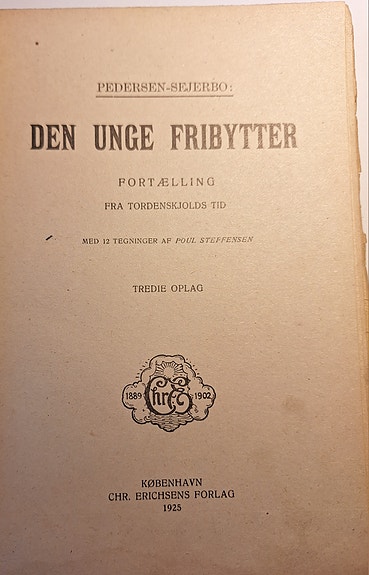 PEDERSEN-SEJERBO:
DEN UNGE FRIBYTTER
FORTÆLLING
FRA TORDENSKJOLDS TID
MED 12 TEGNINGER AF POUL STEFFENSEN
TREDIE OPLAG
1889 Chr.E 1902
KØBENHAVN
CHR. ERICHSENS FORLAG
1925